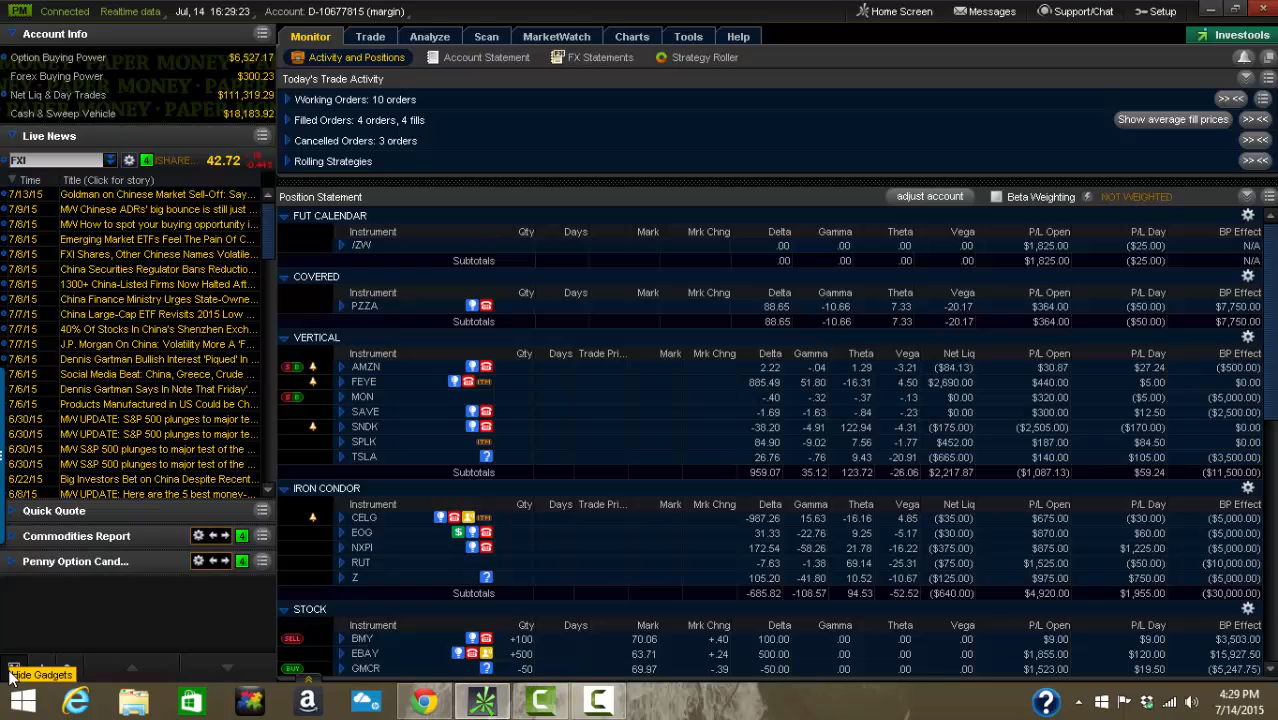 PM Connected Realtime data Jul, 14 16:29:23 Account: D-10677815 (margin) Home Screen Messages Support/Chat Setup
Account Info
Option Buying Power $6,527.17
Forex Buying Power $300.23
Net Liq & Day Trades $111,319.29
Cash & Sweep Vehicle $18,183.92
Live News
FXI 4 ISHARE... 42.72
Time Title (Click for story)
7/13/15 Goldman on Chinese Market Sell-Off: Say...
7/9/15 MW Chinese ADRs' big bounce is still just ...
7/8/15 MW How to spot your buying opportunity i...
7/8/15 Emerging Market ETFs Feel The Pain Of C...
7/8/15 FXI Shares, Other Chinese Names Volatile...
7/8/15 China Securities Regulator Bans Reductio...
7/8/15 1300+ China-Listed Firms Now Halted Aft...
7/8/15 China Finance Ministry Urges State-Owne...
7/7/15 China Large-Cap ETF Revisits 2015 Low ...
7/7/15 40% Of Stocks In China's Shenzhen Exch...
7/7/15 J.P. Morgan On China: Volatility More A 'F...
7/6/15 Dennis Gartman Bullish Interest 'Piqued' In ...
7/6/15 Social Media Beat: China, Greece, Crude ...
7/6/15 Dennis Gartman Says In Note That Friday'...
7/6/15 Products Manufactured in US Could be Ch...
6/30/15 MW UPDATE: S&P 500 plunges to major te...
6/30/15 MW UPDATE: S&P 500 plunges to major te...
6/30/15 MW S&P 500 plunges to major test of the ...
6/30/15 MW S&P 500 plunges to major test of the ...
6/22/15 Big Investors Bet on China Despite Recent...
6/8/15 MW UPDATE: Here are the 5 best money-...
Quick Quote
Commodities Report 4
Penny Option Cand... 4
Hide Gadgets
Monitor Trade Analyze Scan MarketWatch Charts Tools Help Investools
Activity and Positions Account Statement FX Statements Strategy Roller
Today's Trade Activity
Working Orders: 10 orders >> <<
Filled Orders: 4 orders, 4 fills Show average fill prices >> <<
Cancelled Orders: 3 orders >> <<
Rolling Strategies >> <<
Position Statement adjust account Beta Weighting NOT WEIGHTED
FUT CALENDAR
Instrument Qty Days Mark Mrk Chng Delta Gamma Theta Vega P/L Open P/L Day BP Effect
/ZW .00 .00 .00 .00 $1,825.00 ($25.00) N/A
Subtotals .00 .00 .00 .00 $1,825.00 ($25.00) N/A
COVERED
Instrument Qty Days Mark Mrk Chng Delta Gamma Theta Vega P/L Open P/L Day BP Effect
PZZA 88.65 -10.66 7.33 -20.17 $364.00 ($50.00) $7,750.00
Subtotals 88.65 -10.66 7.33 -20.17 $364.00 ($50.00) $7,750.00
VERTICAL
Instrument Qty Days Trade Pri... Mark Mrk Chng Delta Gamma Theta Vega Net Liq P/L Open P/L Day BP Effect
AMZN 2.22 -.04 1.29 -3.21 ($84.13) $30.87 $27.24 ($500.00)
FEYE ITM 885.49 51.80 -16.31 4.50 $2,690.00 $440.00 $5.00 $0.00
MON -.40 -.32 -.37 -.13 $0.00 $320.00 ($5.00) ($5,000.00)
SAVE -1.69 -1.63 -.84 -.23 $0.00 $300.00 $12.50 ($2,500.00)
SNDK -38.20 -4.91 122.94 -4.31 ($175.00) ($2,505.00) ($170.00) $0.00
SPLK ITM 84.90 -9.02 7.56 -1.77 $452.00 $187.00 $84.50 $0.00
TSLA ? 26.76 -.76 9.43 -20.91 ($665.00) $140.00 $105.00 ($3,500.00)
Subtotals 959.07 35.12 123.72 -26.06 $2,217.87 ($1,087.13) $59.24 ($11,500.00)
IRON CONDOR
Instrument Qty Days Trade Pri... Mark Mrk Chng Delta Gamma Theta Vega Net Liq P/L Open P/L Day BP Effect
CELG ITM -987.26 15.63 -16.16 4.85 ($35.00) $675.00 ($30.00) ($5,000.00)
EOG $ 31.33 -22.76 9.25 -5.17 ($30.00) $870.00 $60.00 ($5,000.00)
NXPI 172.54 -58.26 21.78 -16.22 ($375.00) $875.00 $1,225.00 ($5,000.00)
RUT -7.63 -1.38 69.14 -25.31 ($75.00) $1,525.00 ($50.00) ($10,000.00)
Z ? 105.20 -41.80 10.52 -10.67 ($125.00) $975.00 $750.00 ($5,000.00)
Subtotals -685.82 -108.57 94.53 -52.52 ($640.00) $4,920.00 $1,955.00 ($30,000.00)
STOCK
Instrument Qty Days Mark Mrk Chng Delta Gamma Theta Vega P/L Open P/L Day BP Effect
SELL BMY +100 70.06 +.40 100.00 .00 .00 .00 $9.00 $9.00 $3,503.00
EBAY +500 63.71 +.24 500.00 .00 .00 .00 $1,855.00 $120.00 $15,927.50
BUY GMCR ? -50 69.97 -.39 -50.00 .00 .00 .00 $1,523.00 $19.50 ($5,247.75)
4:29 PM
7/14/2015